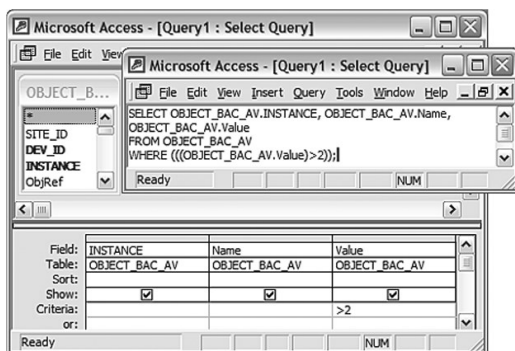 Microsoft Access - [Query1 : Select Query]
File Edit View
OBJECT_B...
*
SITE_ID
DEV_ID
INSTANCE
ObjRef
Microsoft Access - [Query1 : Select Query]
File Edit View Insert Query Tools Window Help
SELECT OBJECT_BAC_AV.INSTANCE, OBJECT_BAC_AV.Name,
OBJECT_BAC_AV.Value
FROM OBJECT_BAC_AV
WHERE (((OBJECT_BAC_AV.Value)>2));
Ready NUM
Field: INSTANCE Name Value
Table: OBJECT_BAC_AV OBJECT_BAC_AV OBJECT_BAC_AV
Sort:
Show:
Criteria: >2
or:
Ready NUM